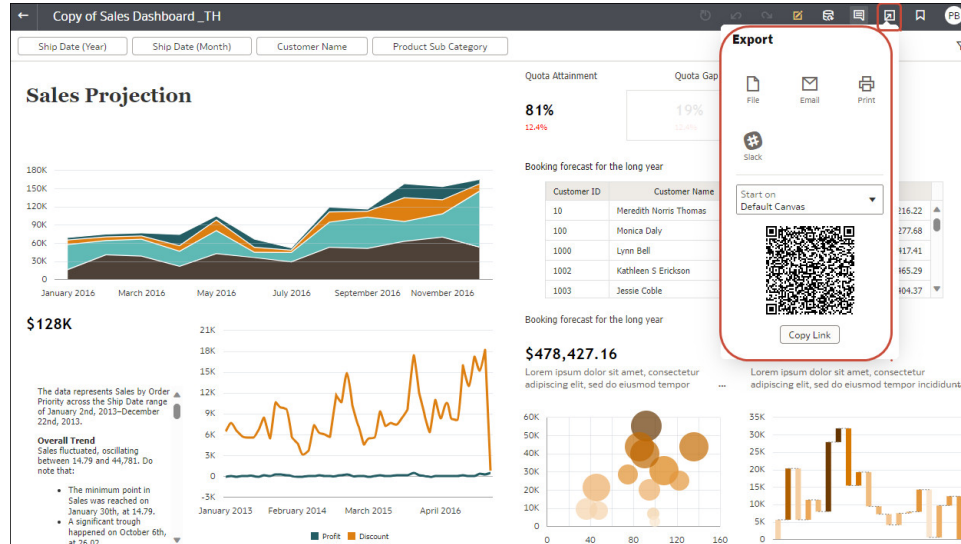 Copy of Sales Dashboard _TH
PB
Ship Date (Year)
Ship Date (Month)
Customer Name
Product Sub Category
Sales Projection
180K
150K
120K
90K
60K
30K
0
January 2016
March 2016
May 2016
July 2016
September 2016
November 2016
Quota Attainment
Quota Gap
81%
12.4%
19%
Booking forecast for the long year
Customer ID
Customer Name
10
Meredith Norris Thomas
216.22
100
Monica Daly
277.68
1000
Lynn Bell
417.41
1002
Kathleen S Erickson
465.29
1003
Jessie Coble
404.37
Export
File
Email
Print
Slack
Start on
Default Canvas
Copy Link
$128K
The data represents Sales by Order
Priority across the Ship Date range
of January 2nd, 2013–December
22nd, 2013.
Overall Trend
Sales fluctuated, oscillating
between 14.79 and 44,781. Do
note that:
• The minimum point in
Sales was reached on
January 30th, at 14.79.
• A significant trough
happened on October 6th,
at 26.02
21K
18K
15K
12K
9K
6K
3K
0
-3K
January 2013
February 2014
March 2015
April 2016
Profit
Discount
Booking forecast for the long year
$478,427.16
Lorem ipsum dolor sit amet, consectetur
adipiscing elit, sed do eiusmod tempor
...
Lorem ipsum dolor sit amet, consectetur
adipiscing elit, sed do eiusmod tempor incididunt
60K
50K
40K
30K
20K
10K
0
0
40
80
120
160
35K
30K
25K
20K
15K
10K
5K
0